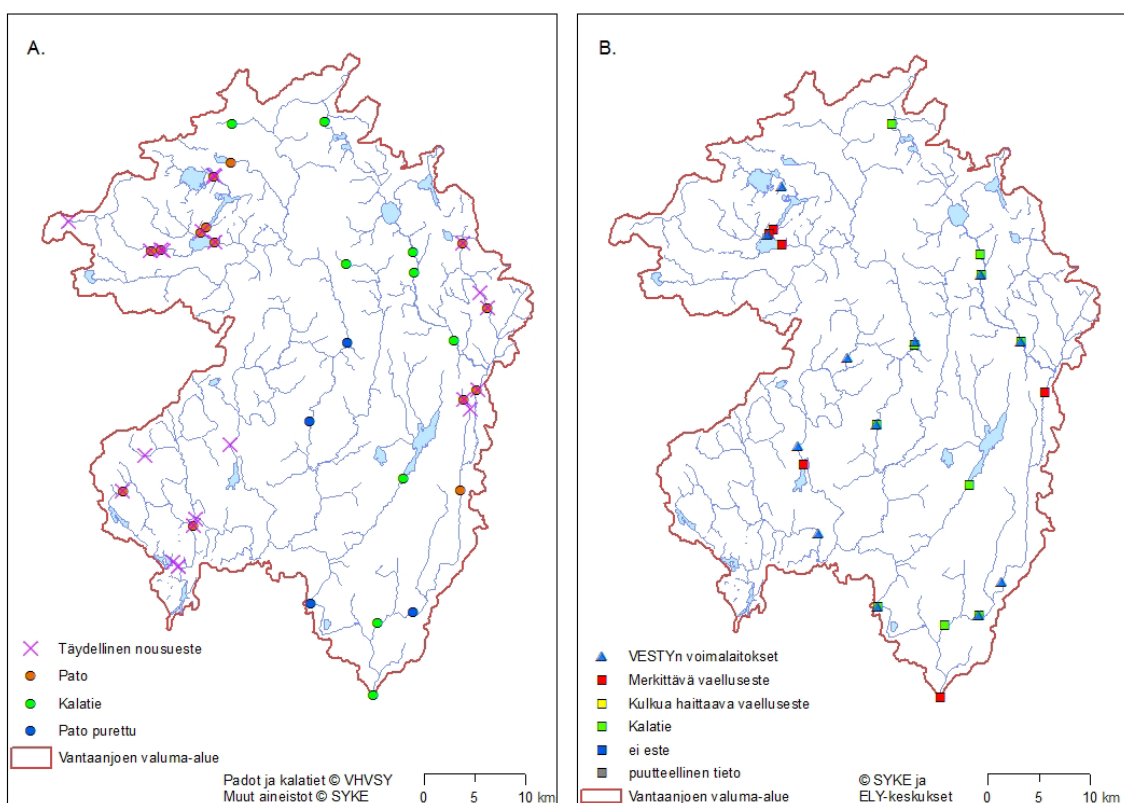 A.
Täydellinen nousueste
Pato
Kalatie
Pato purettu
Vantaanjoen valuma-alue
Padot ja kalatiet © VHVSY
Muut aineistot © SYKE
0 5 10 km
B.
VESTYn voimalaitokset
Merkittävä vaelluseste
Kulkua haittaava vaelluseste
Kalatie
ei este
puutteellinen tieto
Vantaanjoen valuma-alue
© SYKE ja
ELY-keskukset
0 5 10 km